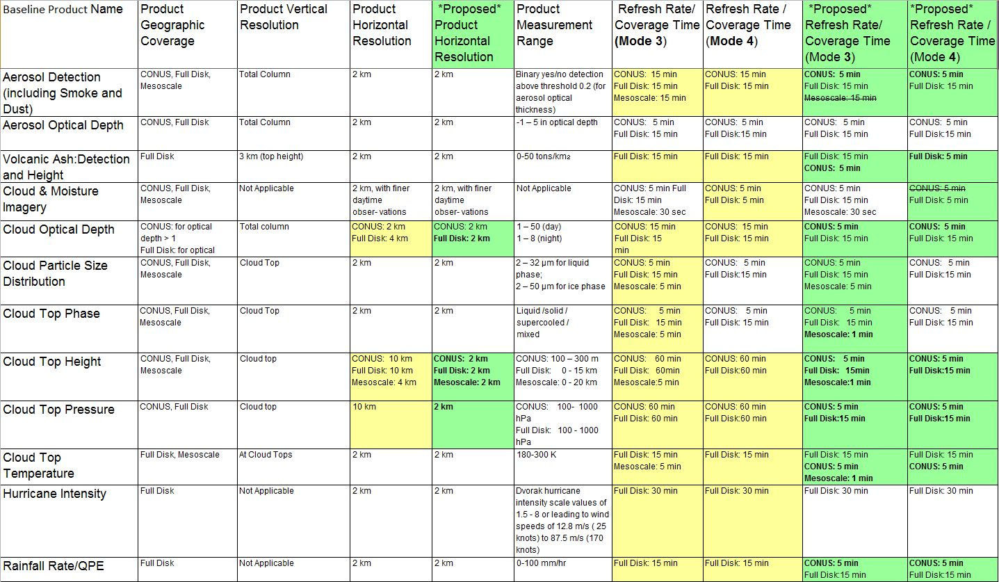 Baseline Product Name
Product
Geographic
Coverage
Product Vertical
Resolution
Product
Horizontal
Resolution
*Proposed*
Product
Horizontal
Resolution
Product
Measurement
Range
Refresh Rate/
Coverage Time
(Mode 3)
Refresh Rate /
Coverage Time
(Mode 4)
*Proposed*
Refresh Rate/
Coverage Time
(Mode 3)
*Proposed*
Refresh Rate /
Coverage Time
(Mode 4)
Aerosol Detection
(including Smoke and
Dust)
CONUS, Full Disk,
Mesoscale
Total Column
2 km
2 km
Binary yes/no detection
above threshold 0.2 (for
aerosol optical
thickness)
CONUS: 15 min
Full Disk: 15 min
Mesoscale: 15 min
CONUS: 15 min
Full Disk: 15 min
CONUS: 5 min
Full Disk: 15 min
Mesoscale: 15 min
CONUS: 5 min
Full Disk: 15 min
Aerosol Optical Depth
CONUS, Full Disk
Total Column
2 km
2 km
-1 – 5 in optical depth
CONUS: 5 min
Full Disk: 15 min
CONUS: 5 min
Full Disk:15 min
CONUS: 5 min
Full Disk: 15 min
CONUS: 5 min
Full Disk:15 min
Volcanic Ash:Detection
and Height
Full Disk
3 km (top height)
2 km
2 km
0-50 tons/km2
Full Disk: 15 min
Full Disk: 15 min
Full Disk: 15 min
CONUS: 5 min
Full Disk: 5 min
Cloud & Moisture
Imagery
CONUS, Full Disk,
Mesoscale
Not Applicable
2 km, with finer
daytime
obser- vations
2 km, with finer
daytime
obser- vations
Not Applicable
CONUS: 5 min Full
Disk: 15 min
Mesoscale: 30 sec
CONUS: 5 min
Full Disk: 5 min
CONUS: 5 min
Full Disk: 15 min
Mesoscale: 30 sec
CONUS: 5 min
Full Disk: 5 min
Cloud Optical Depth
CONUS: for optical
depth > 1
Full Disk: for optical
Total column
CONUS: 2 km
Full Disk: 4 km
CONUS: 2 km
Full Disk: 2 km
1 – 50 (day)
1 – 8 (night)
CONUS: 15 min
Full Disk: 15
min
CONUS: 15 min
Full Disk: 15 min
CONUS: 5 min
Full Disk: 15 min
CONUS: 5 min
Full Disk: 15 min
Cloud Particle Size
Distribution
CONUS, Full Disk,
Mesoscale
Cloud Top
2 km
2 km
2 – 32 µm for liquid
phase;
2 – 50 µm for ice phase
CONUS: 5 min
Full Disk: 15 min
Mesoscale: 5 min
CONUS: 5 min
Full Disk:15 min
CONUS: 5 min
Full Disk: 15 min
Mesoscale: 5 min
CONUS: 5 min
Full Disk:15 min
Cloud Top Phase
CONUS, Full Disk,
Mesoscale
Cloud Top
2 km
2 km
Liquid /solid /
supercooled /
mixed
CONUS: 5 min
Full Disk: 15 min
Mesoscale: 5 min
CONUS: 5 min
Full Disk: 15 min
CONUS: 5 min
Full Disk: 15 min
Mesoscale: 1 min
CONUS: 5 min
Full Disk: 15 min
Cloud Top Height
CONUS, Full Disk,
Mesoscale
Cloud top
CONUS: 10 km
Full Disk: 10 km
Mesoscale: 4 km
CONUS: 2 km
Full Disk: 2 km
Mesoscale: 2 km
CONUS: 100 – 300 m
Full Disk: 0 - 15 km
Mesoscale: 0 - 20 km
CONUS: 60 min
Full Disk: 60min
Mesoscale:5 min
CONUS: 60 min
Full Disk: 60 min
CONUS: 5 min
Full Disk: 15min
Mesoscale:1 min
CONUS: 5 min
Full Disk:15 min
Cloud Top Pressure
CONUS, Full Disk
Cloud top
10 km
2 km
CONUS: 100- 1000
hPa
Full Disk: 100 - 1000
hPa
CONUS: 60 min
Full Disk: 60 min
CONUS: 60 min
Full Disk:60 min
CONUS: 5 min
Full Disk:15 min
CONUS: 5 min
Full Disk:15 min
Cloud Top
Temperature
Full Disk, Mesoscale
At Cloud Tops
2 km
2 km
180-300 K
Full Disk: 15 min
Mesoscale: 5 min
Full Disk: 15 min
Full Disk: 15 min
CONUS: 5 min
Mesoscale: 1 min
Full Disk: 15 min
CONUS: 5 min
Hurricane Intensity
Full Disk
Not Applicable
2 km
2 km
Dvorak hurricane
intensity scale values of
1.5 - 8 or leading to wind
speeds of 12.8 m/s ( 25
knots) to 87.5 m/s (170
knots)
Full Disk: 30 min
Full Disk: 30 min
Full Disk: 30 min
Full Disk: 30 min
Rainfall Rate/QPE
Full Disk
Not Applicable
2 km
2 km
0-100 mm/hr
Full Disk: 15 min
Full Disk: 15 min
CONUS: 5 min
Full Disk:15 min
CONUS: 5 min
Full Disk:15 min